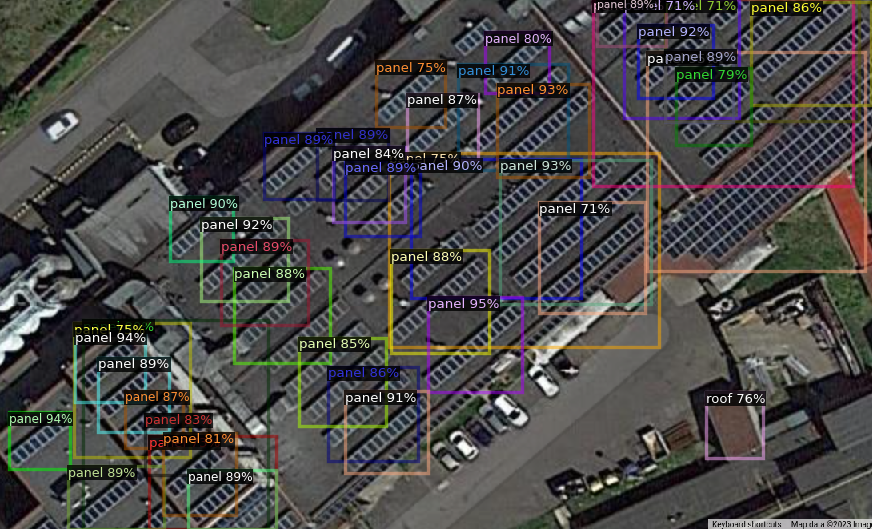 panel 89%
71%
71%
panel 86%
panel 92%
panel 80%
pa
panel 89%
panel 75%
panel 91%
panel 79%
panel 93%
panel 87%
panel 89%
89%
panel 84%
75%
panel 89%
panel 90%
panel 93%
panel 90%
panel 71%
panel 92%
panel 89%
panel 88%
panel 88%
panel 95%
panel 75%
panel 94%
panel 85%
panel 89%
panel 86%
panel 87%
panel 91%
roof 76%
panel 94%
panel 83%
pa
panel 81%
panel 89%
panel 89%
Keyboard shortcuts
Map data ©2023 Imag